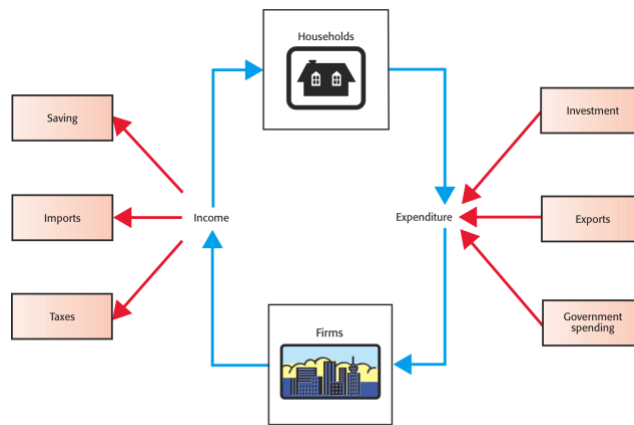 Households
Saving
Investment
Imports
Income
Expenditure
Exports
Firms
Taxes
Government
spending